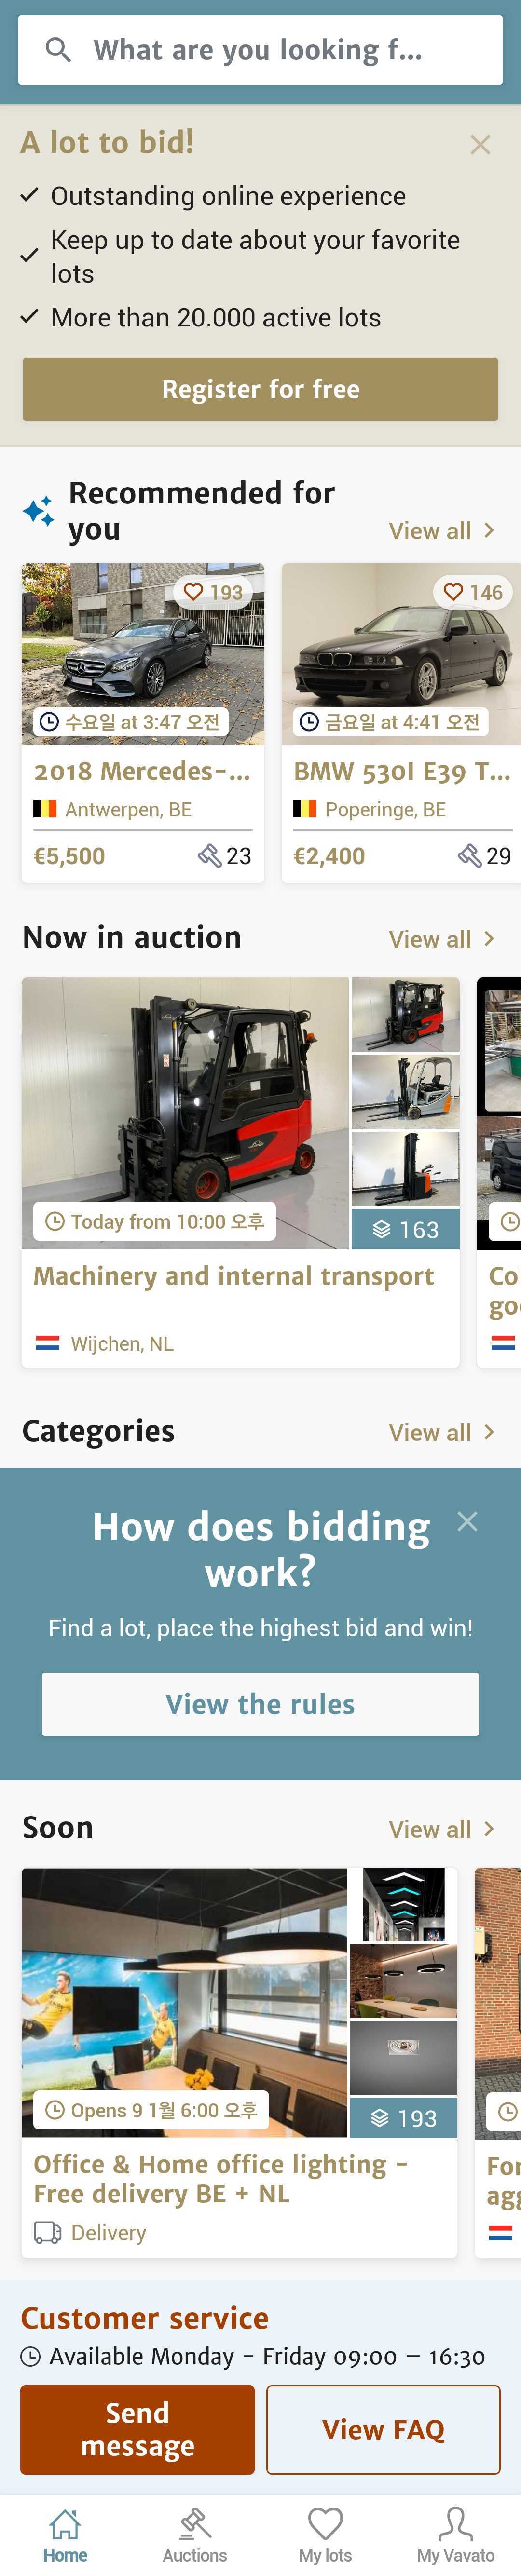 What are you looking f...
A lot to bid!
Outstanding online experience
Keep up to date about your favorite
lots
More than 20.000 active lots
Register for free
Recommended for
you
View all
193
146
수요일 at 3:47 오전
금요일 at 4:41 오전
2018 Mercedes-...
BMW 530I E39 T...
Antwerpen, BE
Poperinge, BE
€5,500
23
€2,400
29
Now in auction
View all
Today from 10:00 오후
163
Machinery and internal transport
Co
go
Wijchen, NL
Categories
View all
How does bidding
work?
Find a lot, place the highest bid and win!
View the rules
Soon
View all
Opens 9 1월 6:00 오후
193
Office & Home office lighting -
Free delivery BE + NL
For
agg
Delivery
Customer service
Available Monday - Friday 09:00 – 16:30
Send
message
View FAQ
Home
Auctions
My lots
My Vavato